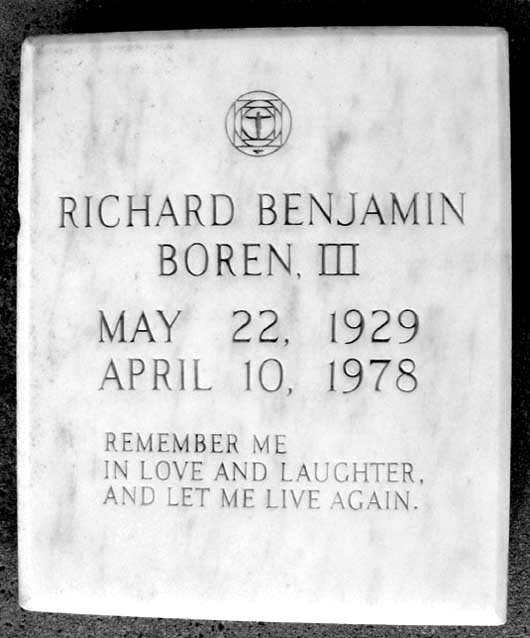 RICHARD BENJAMIN
BOREN, III
MAY 22, 1929
APRIL 10, 1978
REMEMBER ME
IN LOVE AND LAUGHTER,
AND LET ME LIVE AGAIN.